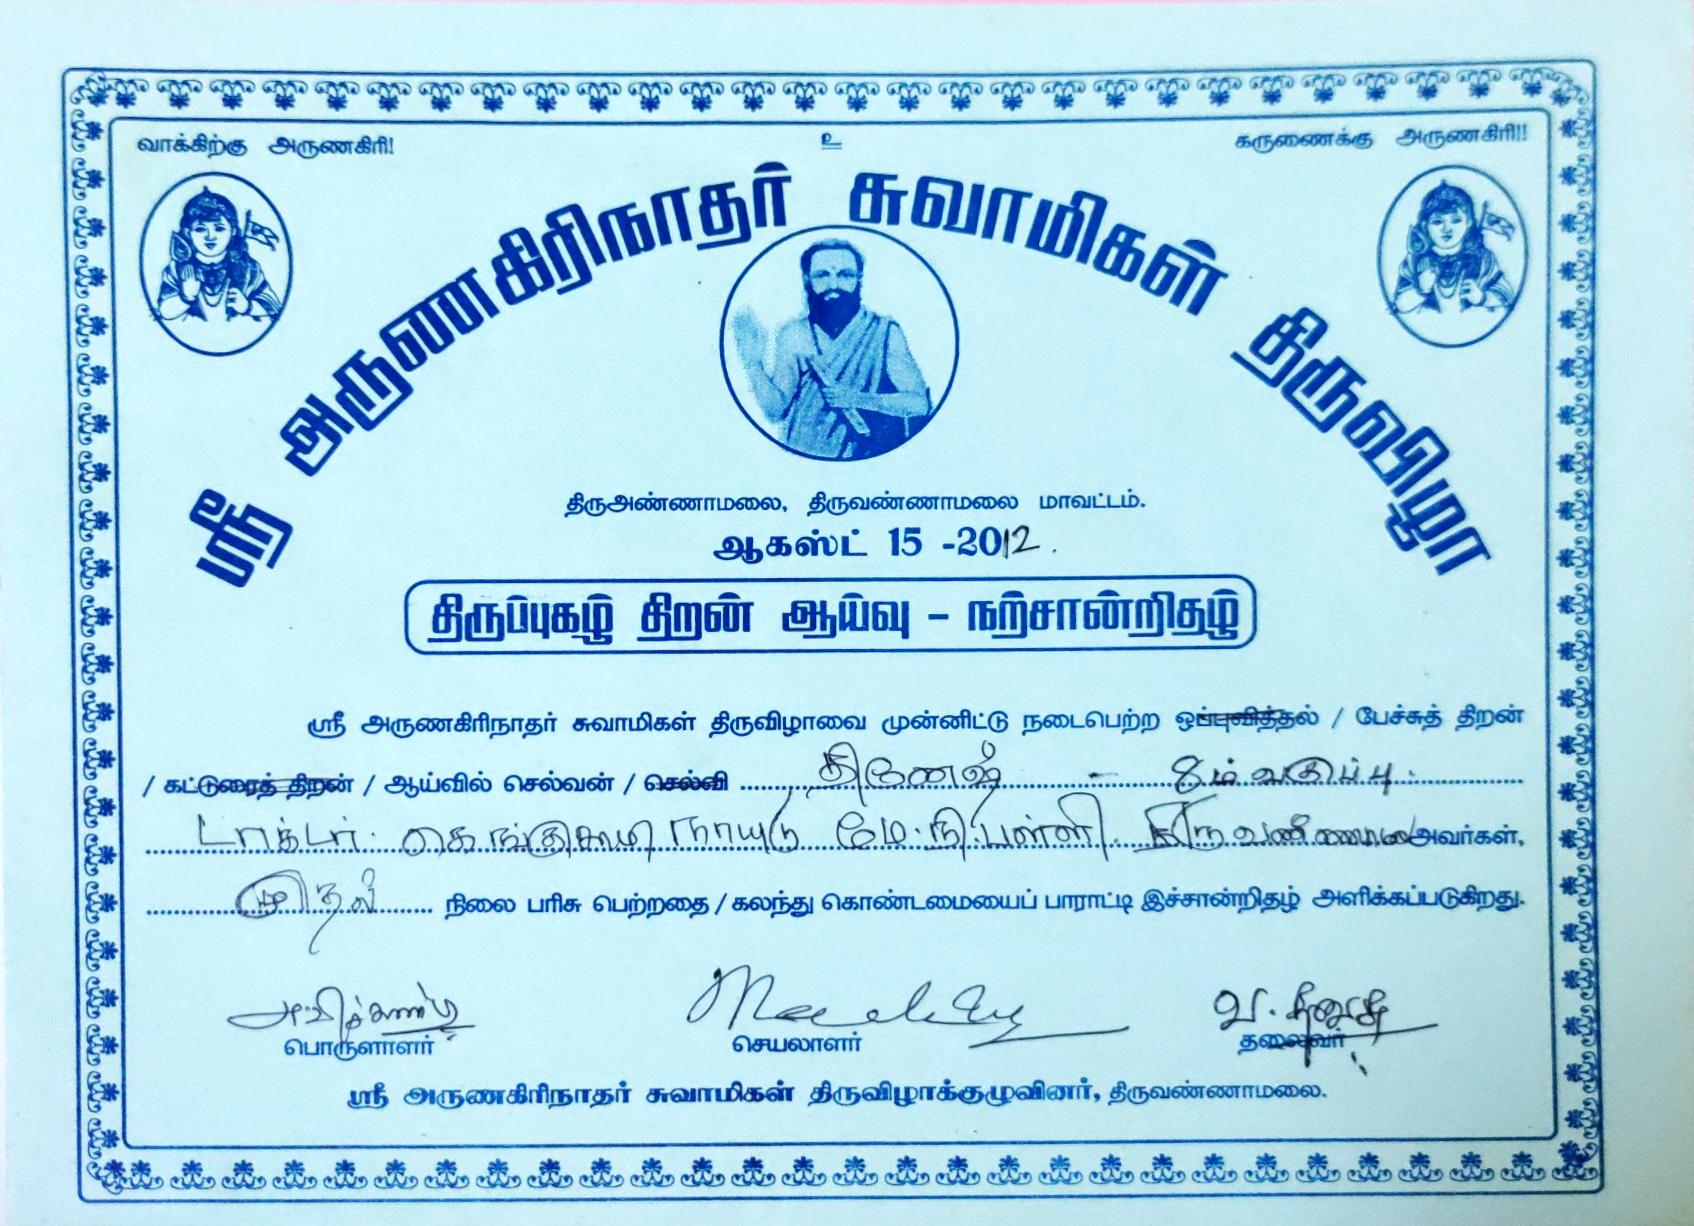 உ
வாக்கிற்கு அருணகிரி! கருணைக்கு அருணகிரி!!
ஸ்ரீ அருணகிரிநாதர் சுவாமிகள் திருவிழா
திருஅண்ணாமலை, திருவண்ணாமலை மாவட்டம்.
ஆகஸ்ட் 15 -2012.
திருப்புகழ் திறன் ஆய்வு - நற்சான்றிதழ்
ஸ்ரீ அருணகிரிநாதர் சுவாமிகள் திருவிழாவை முன்னிட்டு நடைபெற்ற ஒப்புவித்தல் / பேச்சுத் திறன்
/ கட்டுரைத் திறன் / ஆய்வில் செல்வன் / செல்வி தினேஷ் - 8ம் வகுப்பு.
டாக்டர். நாயுடு மே.நி.பள்ளி. திருவண்ணாமலை அவர்கள்,
முதல் நிலை பரிசு பெற்றதை / கலந்து கொண்டமையைப் பாராட்டி இச்சான்றிதழ் அளிக்கப்படுகிறது.
பொருளாளர் செயலாளர் தலைவர்
ஸ்ரீ அருணகிரிநாதர் சுவாமிகள் திருவிழாக்குழுவினர், திருவண்ணாமலை.